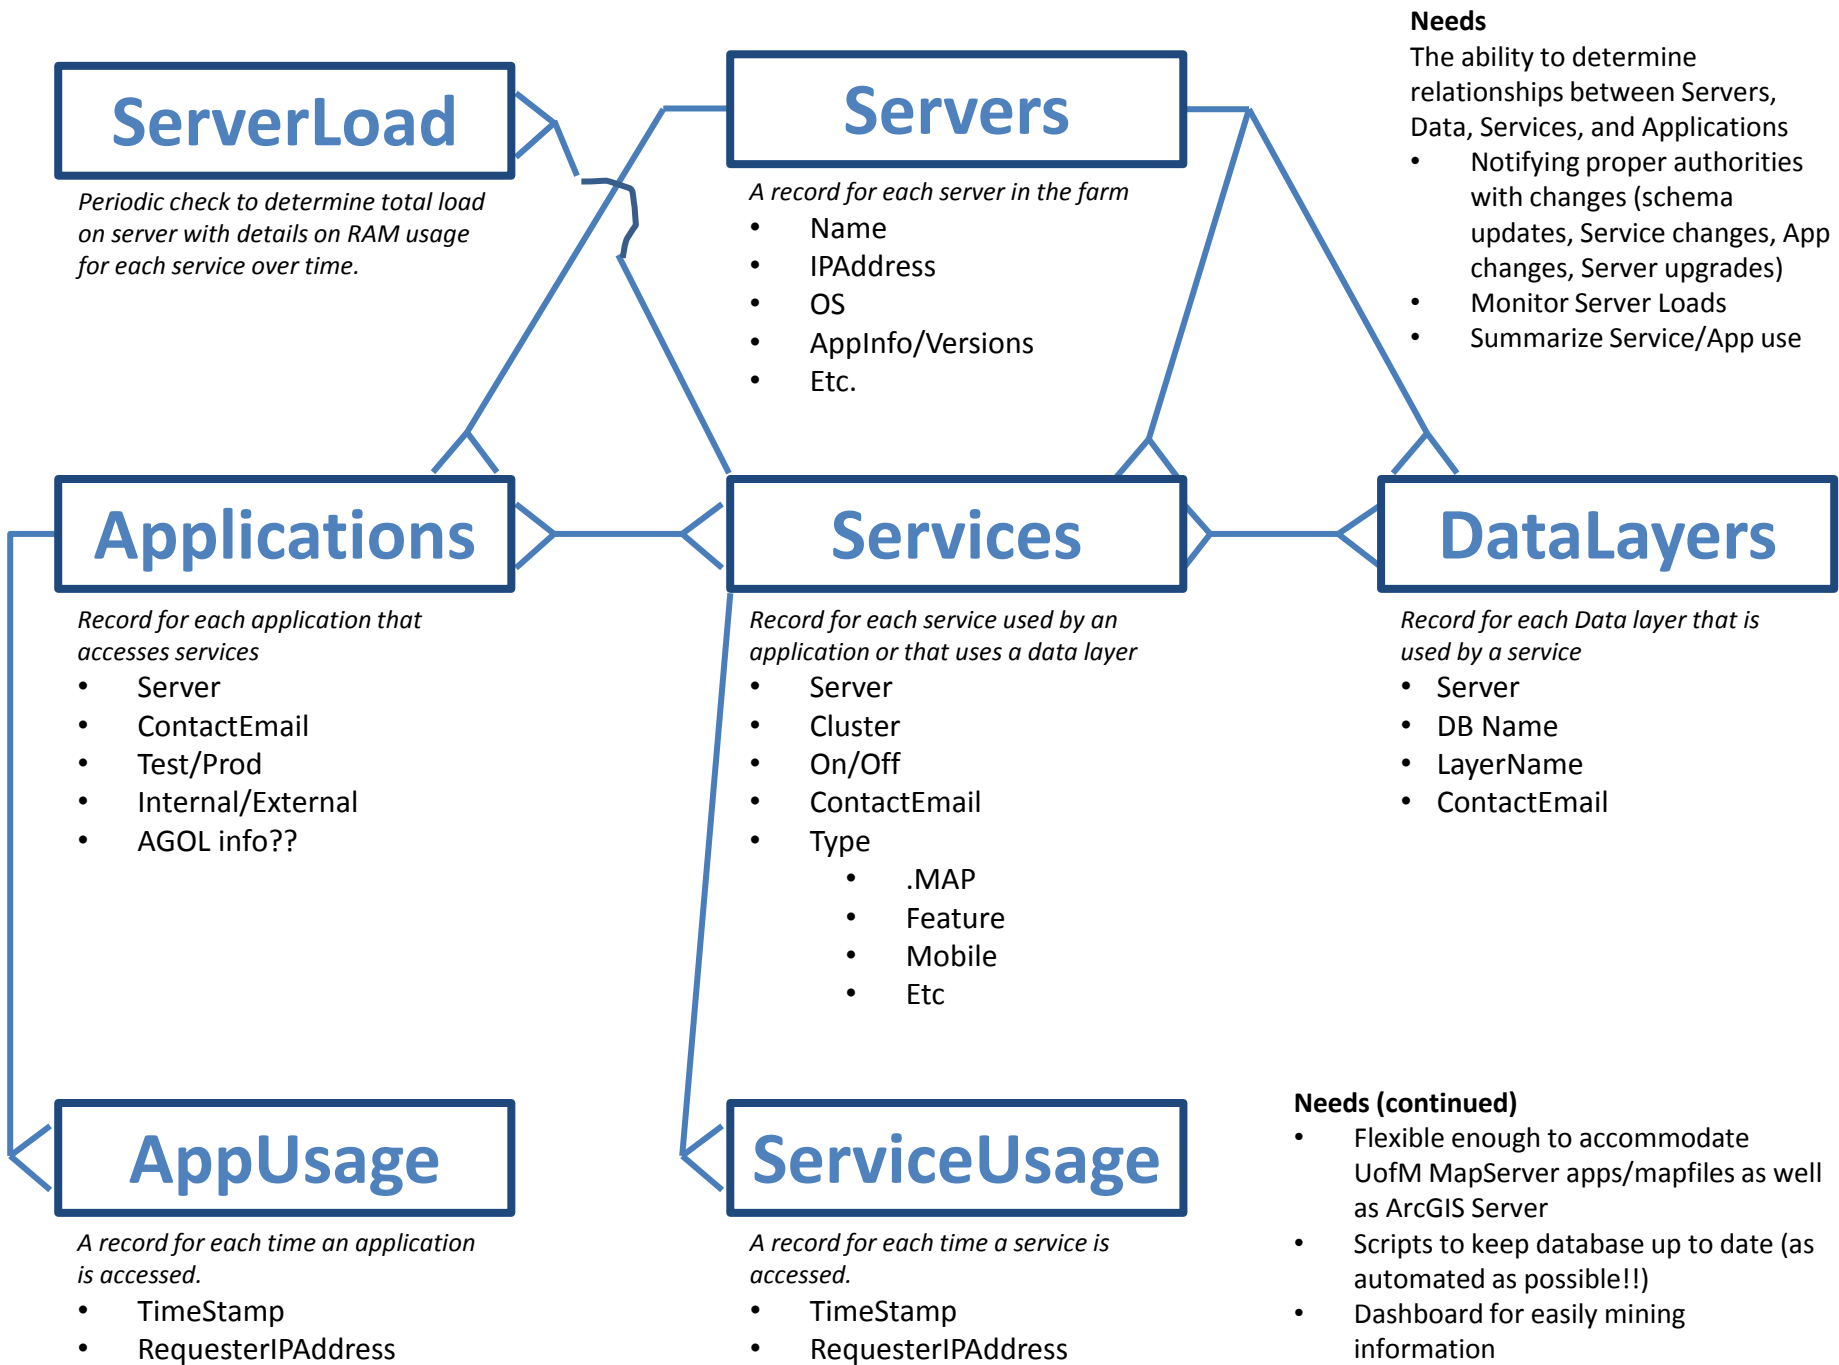 ServerLoad
Periodic check to determine total load
on server with details on RAM usage
for each service over time.
Servers
A record for each server in the farm
• Name
• IPAddress
• OS
• AppInfo/Versions
• Etc.
Needs
The ability to determine
relationships between Servers,
Data, Services, and Applications
• Notifying proper authorities
with changes (schema
updates, Service changes, App
changes, Server upgrades)
• Monitor Server Loads
• Summarize Service/App use
Applications
Record for each application that
accesses services
• Server
• ContactEmail
• Test/Prod
• Internal/External
• AGOL info??
Services
Record for each service used by an
application or that uses a data layer
• Server
• Cluster
• On/Off
• ContactEmail
• Type
• .MAP
• Feature
• Mobile
• Etc
DataLayers
Record for each Data layer that is
used by a service
• Server
• DB Name
• LayerName
• ContactEmail
AppUsage
A record for each time an application
is accessed.
• TimeStamp
• RequesterIPAddress
ServiceUsage
A record for each time a service is
accessed.
• TimeStamp
• RequesterIPAddress
Needs (continued)
• Flexible enough to accommodate
UofM MapServer apps/mapfiles as well
as ArcGIS Server
• Scripts to keep database up to date (as
automated as possible!!)
• Dashboard for easily mining
information